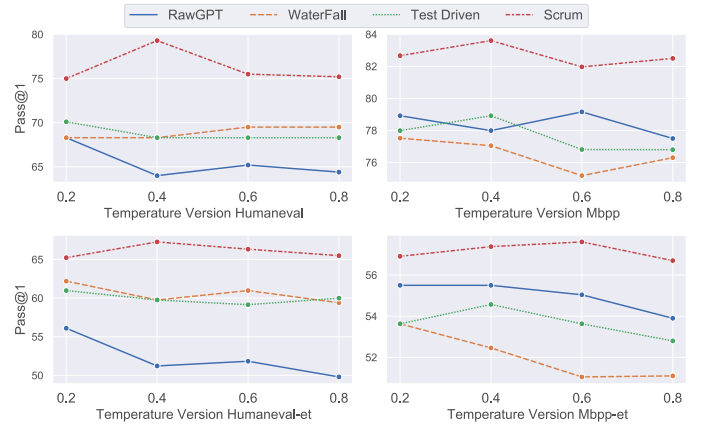 RawGPT WaterFall Test Driven Scrum
80
75
70
65
Pass@1
0.2 0.4 0.6 0.8
Temperature Version Humaneval
84
82
80
78
76
0.2 0.4 0.6 0.8
Temperature Version Mbpp
65
60
55
50
Pass@1
0.2 0.4 0.6 0.8
Temperature Version Humaneval-et
56
54
52
0.2 0.4 0.6 0.8
Temperature Version Mbpp-et